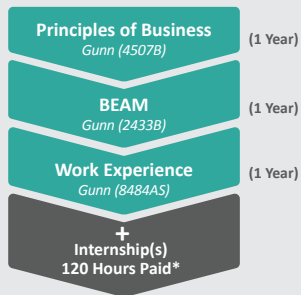 Principles of Business
Gunn (4507B)
(1 Year)
BEAM
Gunn (2433B)
(1 Year)
Work Experience
Gunn (8484AS)
(1 Year)
+
Internship(s)
120 Hours Paid*